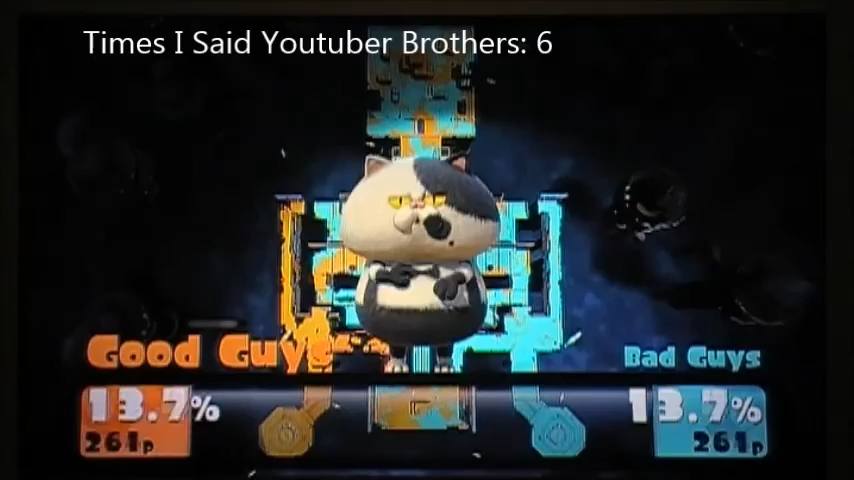 Times I Said Youtuber Brothers: 6
Good Guys
Bad Guys
13.7%
13.7%
261p
261p